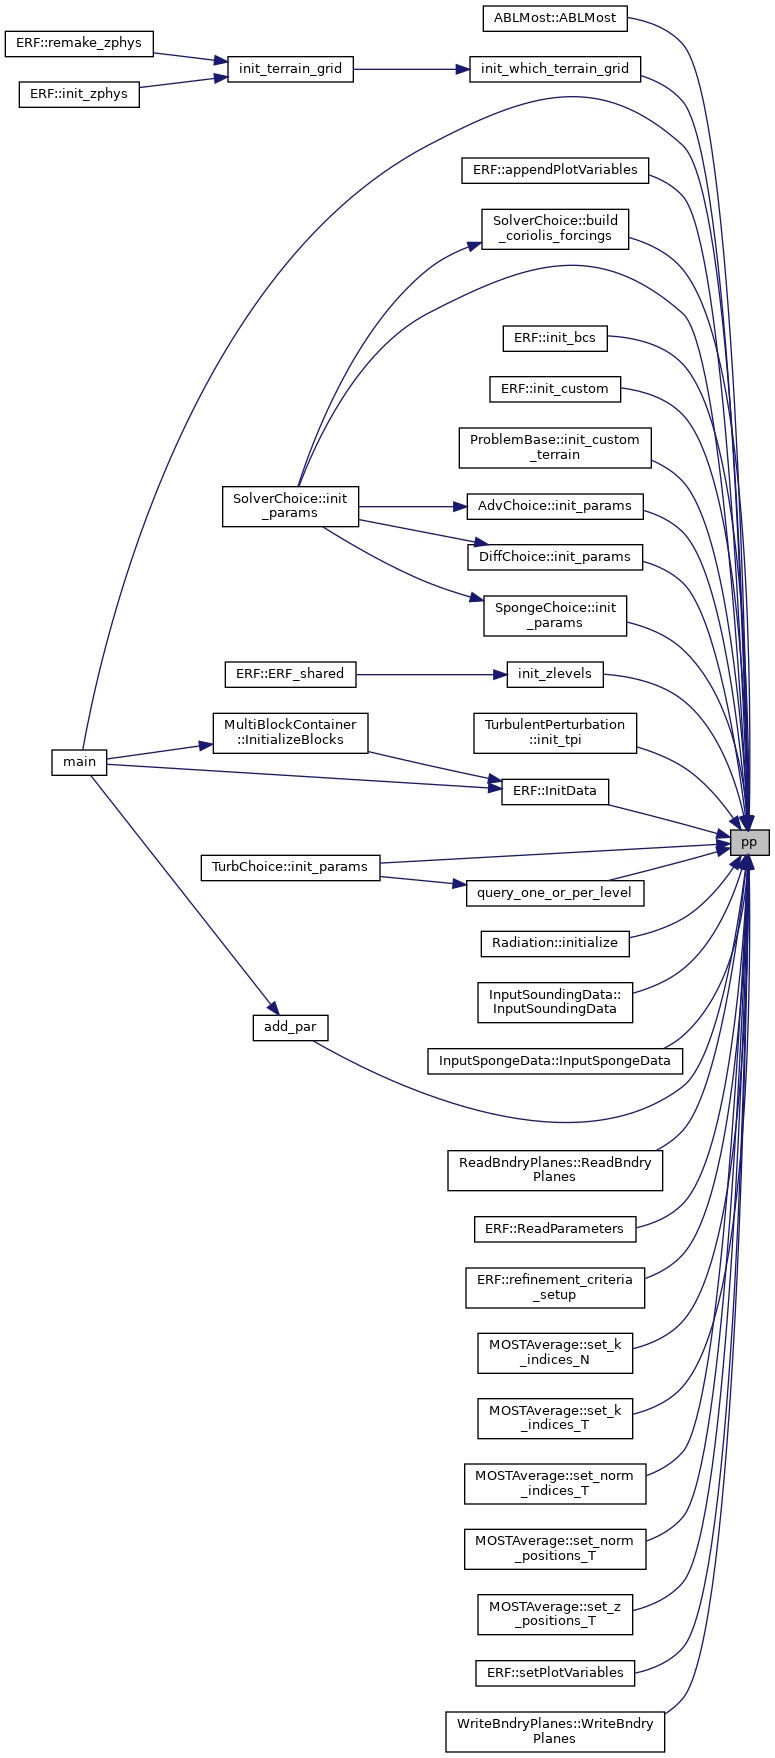 ABLMost::ABLMost
ERF::remake_zphys
init_terrain_grid
init_which_terrain_grid
ERF::init_zphys
ERF::appendPlotVariables
SolverChoice::build
_coriolis_forcings
ERF::init_bcs
ERF::init_custom
ProblemBase::init_custom
_terrain
SolverChoice::init
_params
AdvChoice::init_params
DiffChoice::init_params
SpongeChoice::init
_params
ERF::ERF_shared
init_zlevels
MultiBlockContainer
::InitializeBlocks
TurbulentPerturbation
::init_tpi
main
ERF::InitData
pp
TurbChoice::init_params
query_one_or_per_level
Radiation::initialize
InputSoundingData::
InputSoundingData
add_par
InputSpongeData::InputSpongeData
ReadBndryPlanes::ReadBndry
Planes
ERF::ReadParameters
ERF::refinement_criteria
_setup
MOSTAverage::set_k
_indices_N
MOSTAverage::set_k
_indices_T
MOSTAverage::set_norm
_indices_T
MOSTAverage::set_norm
_positions_T
MOSTAverage::set_z
_positions_T
ERF::setPlotVariables
WriteBndryPlanes::WriteBndry
Planes